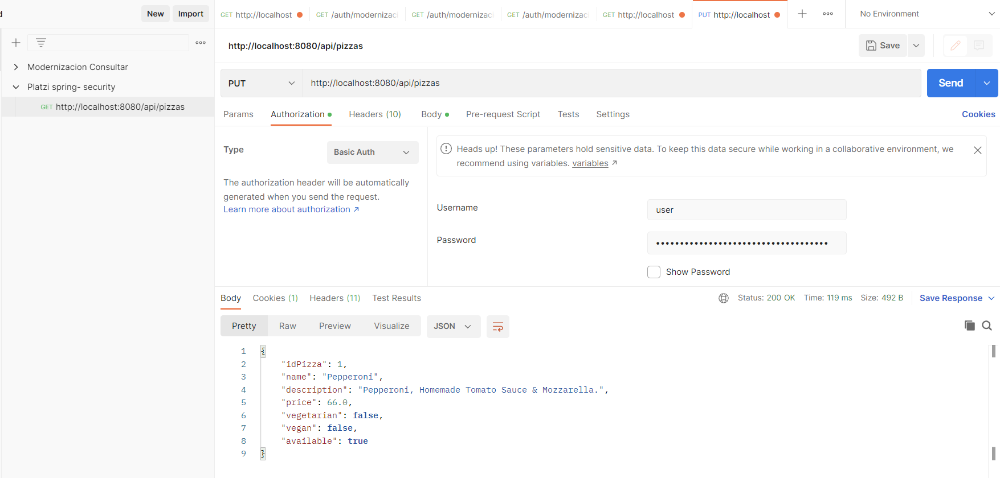 d
New
Import
GET http://localhost
GET /auth/modernizaci
GET /auth/modernizaci
GET /auth/modernizaci
GET http://localhost
PUT http://localhost
No Environment
Modernizacion Consultar
Platzi spring- security
GET http://localhost:8080/api/pizzas
http://localhost:8080/api/pizzas
Save
PUT
http://localhost:8080/api/pizzas
Send
Params
Authorization
Headers (10)
Body
Pre-request Script
Tests
Settings
Cookies
Type
Basic Auth
The authorization header will be automatically
generated when you send the request.
Learn more about authorization ↗
Heads up! These parameters hold sensitive data. To keep this data secure while working in a collaborative environment, we
recommend using variables. variables ↗
Username
user
Password
••••••••••••••••••••••••••••••••••••
Show Password
Body
Cookies (1)
Headers (11)
Test Results
Status: 200 OK
Time: 119 ms
Size: 492 B
Save Response
Pretty
Raw
Preview
Visualize
JSON
1 {
2 "idPizza": 1,
3 "name": "Pepperoni",
4 "description": "Pepperoni, Homemade Tomato Sauce & Mozzarella.",
5 "price": 66.0,
6 "vegetarian": false,
7 "vegan": false,
8 "available": true
9 }